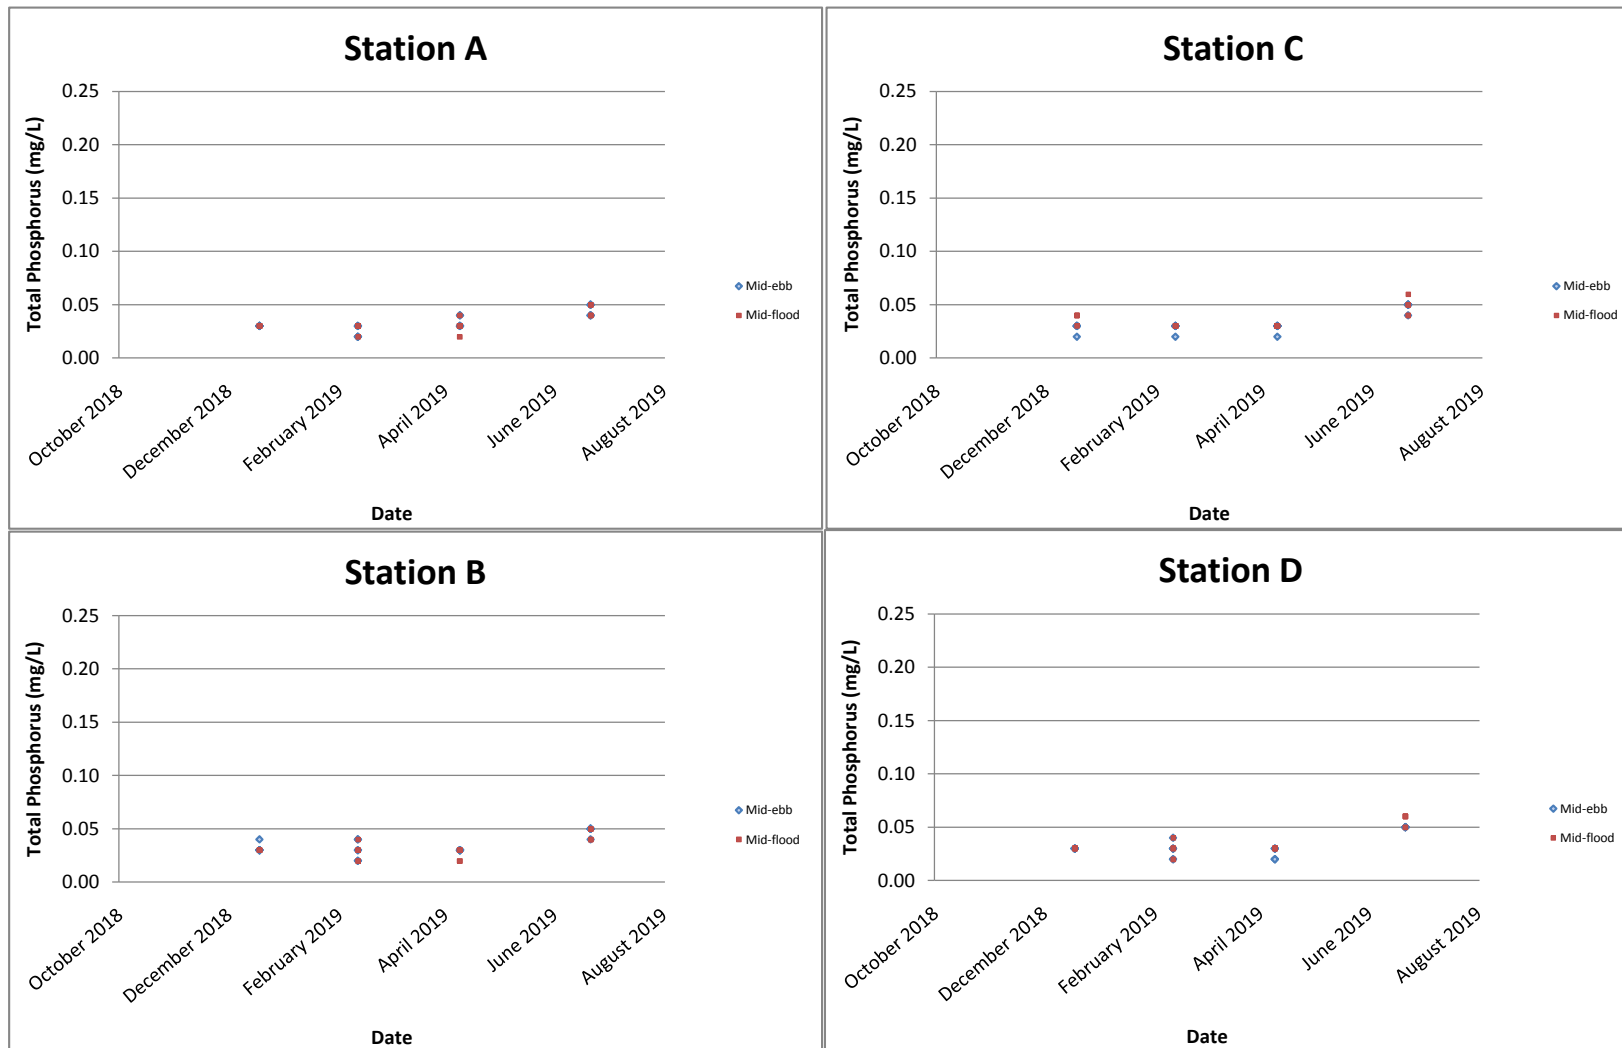 Station A
Total Phosphorus (mg/L)
0.25
0.20
0.15
0.10
0.05
0.00
October 2018
December 2018
February 2019
April 2019
June 2019
August 2019
Date
Mid-ebb
Mid-flood
Station C
Total Phosphorus (mg/L)
0.25
0.20
0.15
0.10
0.05
0.00
October 2018
December 2018
February 2019
April 2019
June 2019
August 2019
Date
Mid-ebb
Mid-flood
Station B
Total Phosphorus (mg/L)
0.25
0.20
0.15
0.10
0.05
0.00
October 2018
December 2018
February 2019
April 2019
June 2019
August 2019
Date
Mid-ebb
Mid-flood
Station D
Total Phosphorus (mg/L)
0.25
0.20
0.15
0.10
0.05
0.00
October 2018
December 2018
February 2019
April 2019
June 2019
August 2019
Date
Mid-ebb
Mid-flood